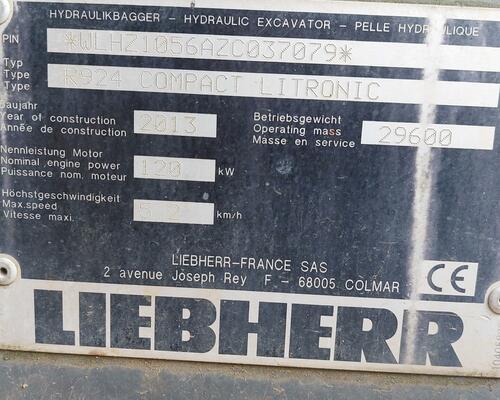 HYDRAULIKBAGGER - HYDRAULIC EXCAVATOR - PELLE HYDRAULIQUE
PIN *WLHZ1056AZC037079*
Typ
Type R924 COMPACT LITRONIC
Baujahr
Year of construction 2013
Année de construction
Betriebsgewicht
Operating mass 29600
Masse en service
Nennleistung Motor
Nominal engine power 120 kW
Puissance nom. moteur
Höchstgeschwindigkeit
Max.speed 5.2 km/h
Vitesse maxi.
LIEBHERR-FRANCE SAS
2 avenue Joseph Rey F - 68005 COLMAR
CE
LIEBHERR